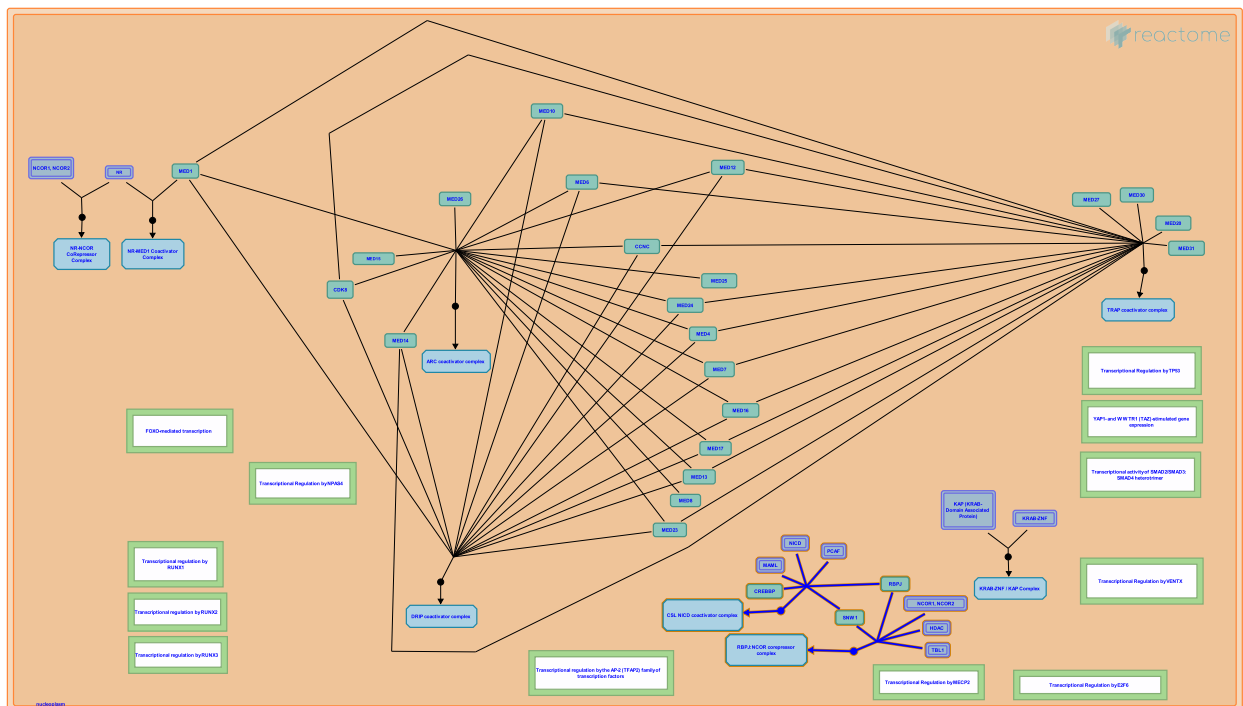 reactome
MED10
NCOR1, NCOR2
NR
MED1
MED12
MED6
MED26
MED27
MED30
MED28
MED31
NR-NCOR
CoRepressor
Complex
NR-MED1 Coactivator
Complex
CCNC
MED15
CDK8
MED25
MED24
TRAP coactivator complex
MED4
MED14
ARC coactivator complex
MED7
Transcriptional Regulation by TP53
MED16
YAP1- and WWTR1 (TAZ)-stimulated gene
expression
FOXO-mediated transcription
MED17
Transcriptional activity of SMAD2/SMAD3:
SMAD4 heterotrimer
MED13
Transcriptional Regulation by NPAS4
MED8
KAP (KRAB-
Domain Associated
Protein)
KRAB-ZNF
MED23
NICD
PCAF
Transcriptional regulation by
RUNX1
MAML
CREBBP
RBPJ
KRAB-ZNF / KAP Complex
Transcriptional Regulation by VENTX
Transcriptional regulation by RUNX2
DRIP coactivator complex
CSL NICD coactivator complex
SNW1
NCOR1, NCOR2
HDAC
TBL1
RBPJ:NCOR corepressor
complex
Transcriptional regulation by RUNX3
Transcriptional regulation by the AP-2 (TFAP2) family of
transcription factors
Transcriptional Regulation by MECP2
Transcriptional Regulation by E2F6
nucleoplasm